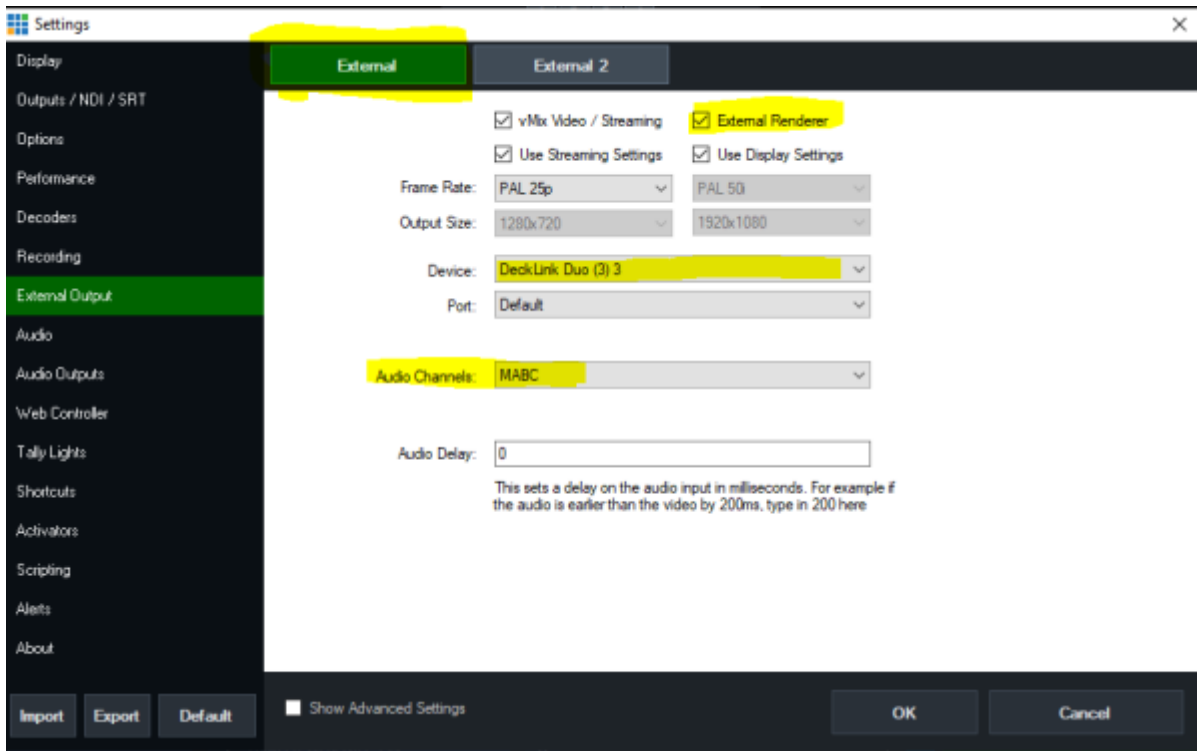 Settings
Display
Outputs / NDI / SRT
Options
Performance
Decoders
Recording
External Output
Audio
Audio Outputs
Web Controller
Tally Lights
Shortcuts
Activators
Scripting
Alerts
About
Import Export Default
External External 2
vMix Video / Streaming External Renderer
Use Streaming Settings Use Display Settings
Frame Rate: PAL 25p PAL 50i
Output Size: 1280x720 1920x1080
Device: DeckLink Duo (3) 3
Port: Default
Audio Channels: MABC
Audio Delay: 0
This sets a delay on the audio input in milliseconds. For example if
the audio is earlier than the video by 200ms, type in 200 here
Show Advanced Settings OK Cancel